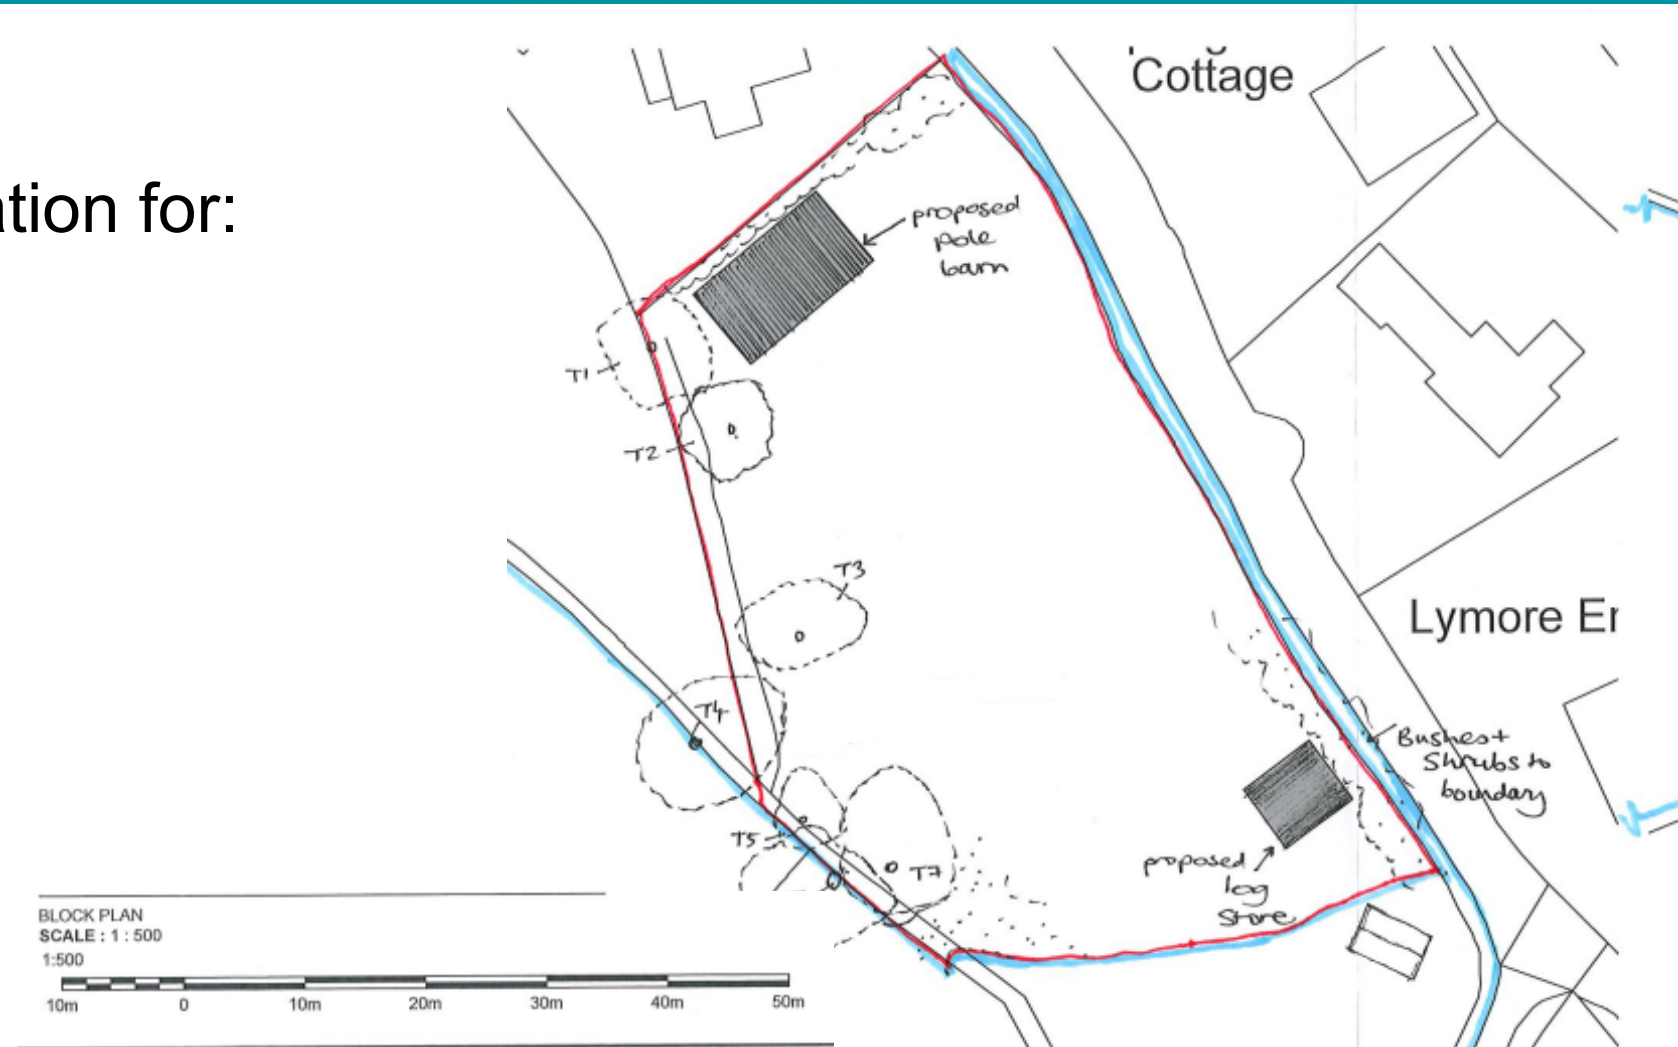 ation for:
Cottage
proposed
pole
barn
T1
T2
T3
Lymore
T4
Bushes +
Shrubs to
boundary
T5
T7
proposed
log
Store
BLOCK PLAN
SCALE : 1 : 500
1:500
10m 0 10m 20m 30m 40m 50m